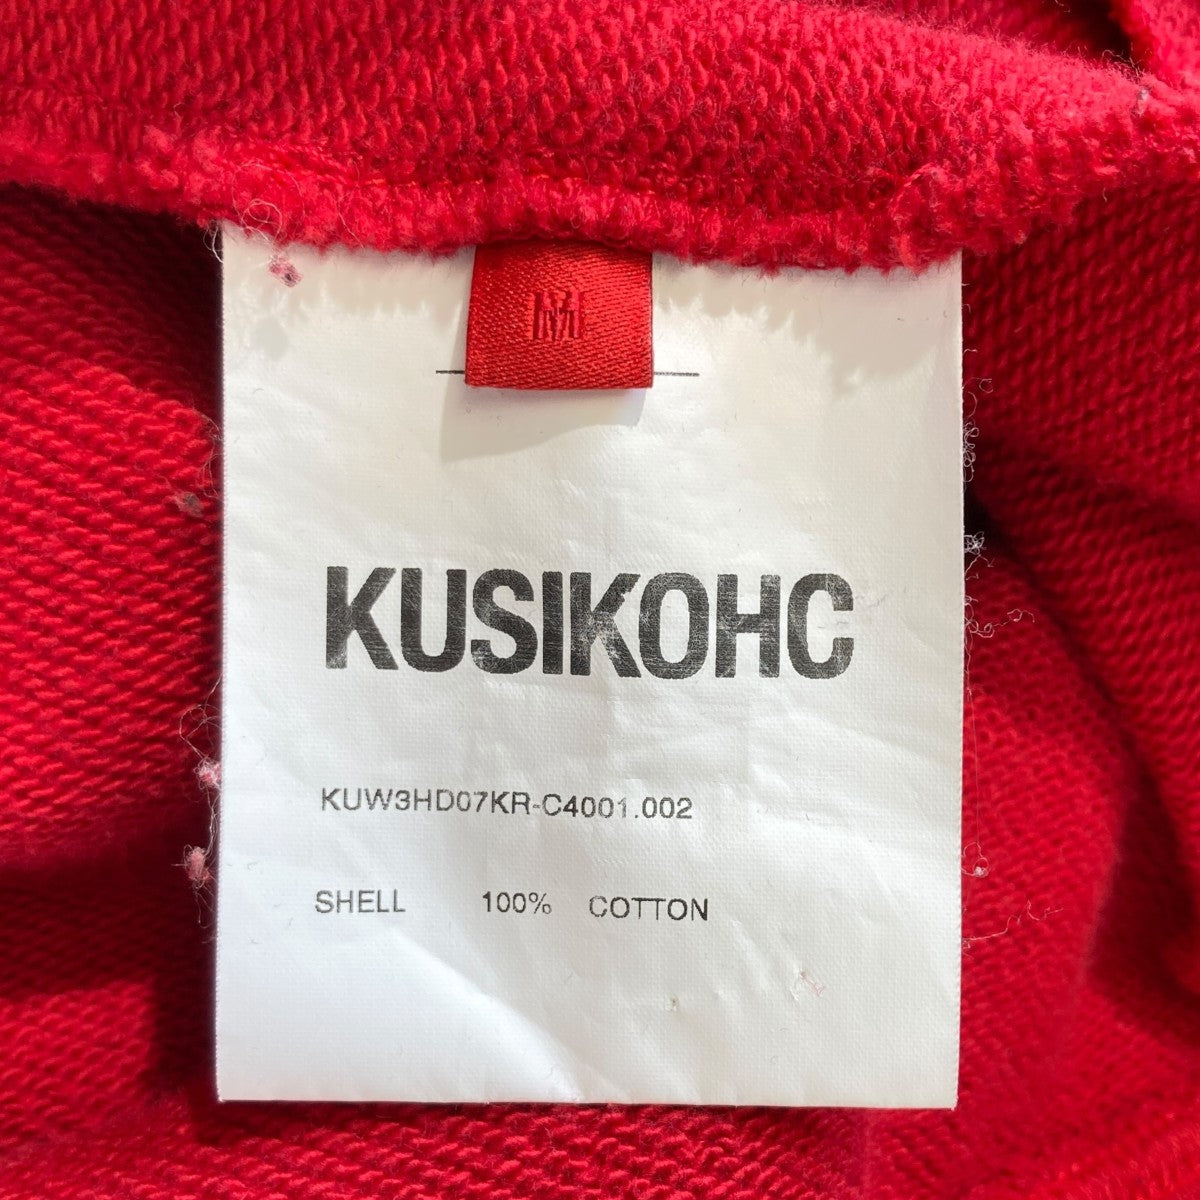 KUSIKOHC
KUW3HD07KR-C4001.002
SHELL 100% COTTON